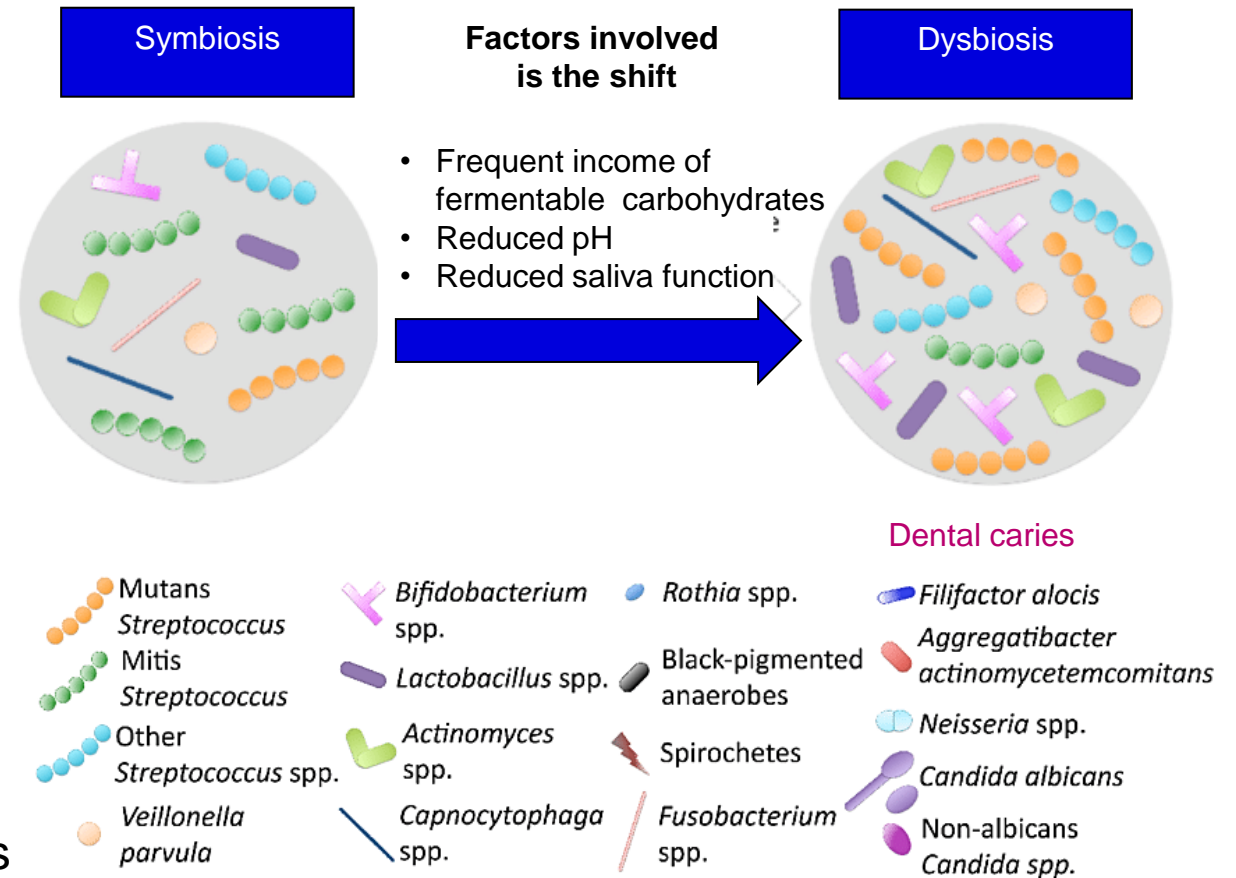 Symbiosis
Factors involved
is the shift
Dysbiosis
• Frequent income of
fermentable carbohydrates
• Reduced pH
• Reduced saliva function
Dental caries
Mutans
Streptococcus
Mitis
Streptococcus
Other
Streptococcus spp.
Veillonella
parvula
Bifidobacterium
spp.
Lactobacillus spp.
Actinomyces
spp.
Capnocytophaga
spp.
Rothia spp.
Black-pigmented
anaerobes
Spirochetes
Fusobacterium
spp.
Filifactor alocis
Aggregatibacter
actinomycetemcomitans
Neisseria spp.
Candida albicans
Non-albicans
Candida spp.
s